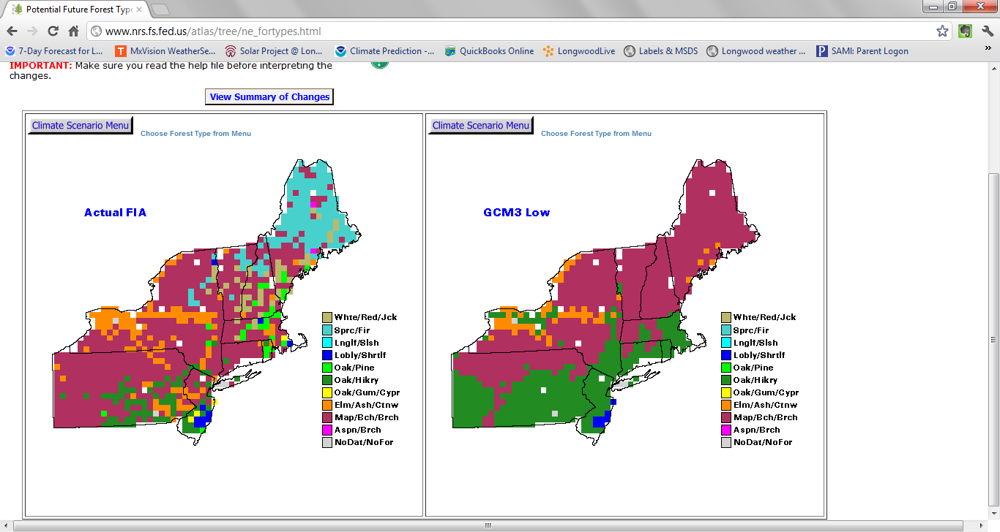 Potential Future Forest Type
www.nrs.fs.fed.us/atlas/tree/ne_fortypes.html
7-Day Forecast for L... MxVision WeatherSe... Solar Project @ Lon... Climate Prediction -... QuickBooks Online LongwoodLive Labels & MSDS Longwood weather ... SAMI: Parent Logon
IMPORTANT: Make sure you read the help file before interpreting the
changes.
View Summary of Changes
Climate Scenario Menu
Choose Forest Type from Menu
Actual FIA
Whte/Red/Jck
Sprc/Fir
Lnglf/Slsh
Lobly/Shrtlf
Oak/Pine
Oak/Hikry
Oak/Gum/Cypr
Elm/Ash/Ctnw
Map/Bch/Brch
Aspn/Brch
NoDat/NoFor
Climate Scenario Menu
Choose Forest Type from Menu
GCM3 Low
Whte/Red/Jck
Sprc/Fir
Lnglf/Slsh
Lobly/Shrtlf
Oak/Pine
Oak/Hikry
Oak/Gum/Cypr
Elm/Ash/Ctnw
Map/Bch/Brch
Aspn/Brch
NoDat/NoFor